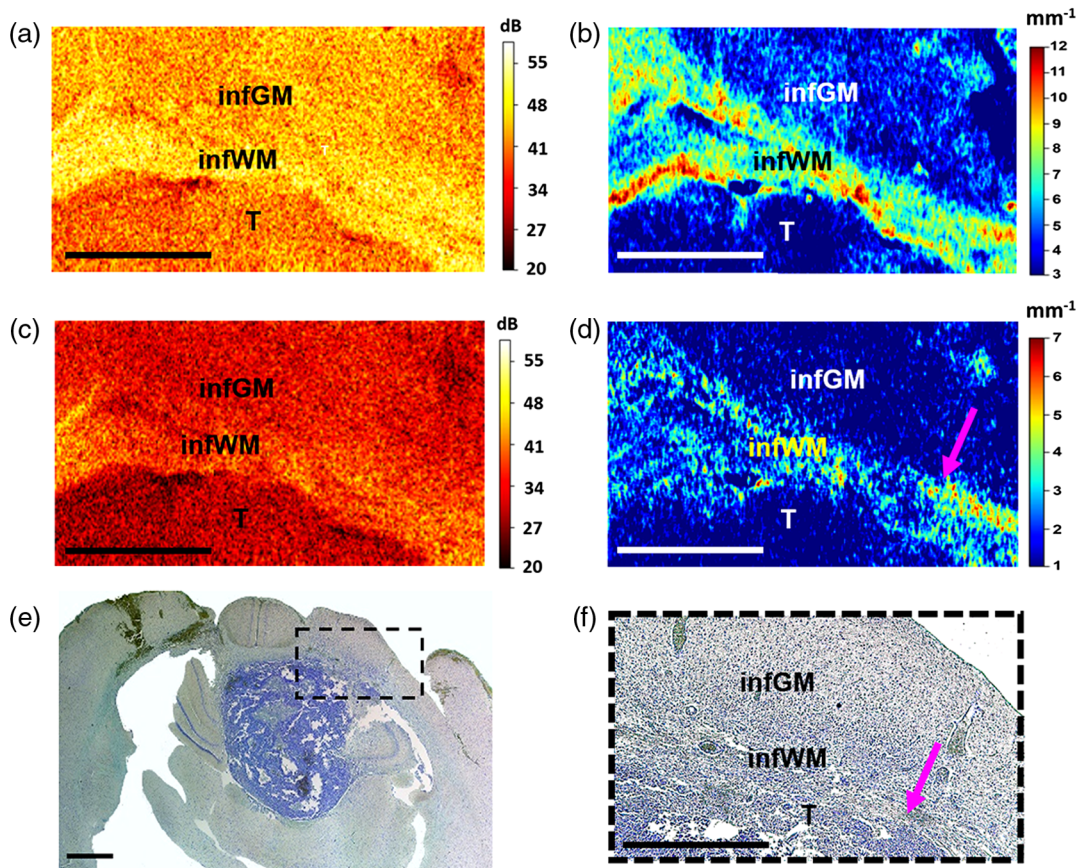 (a)
dB
55
48
41
34
27
20
infGM
T
infWM
T
(b)
mm-1
12
11
10
9
8
7
6
5
4
3
infGM
infWM
T
(c)
dB
55
48
41
34
27
20
infGM
infWM
T
(d)
mm-1
7
6
5
4
3
2
1
infGM
infWM
T
(e)
(f)
infGM
infWM
T